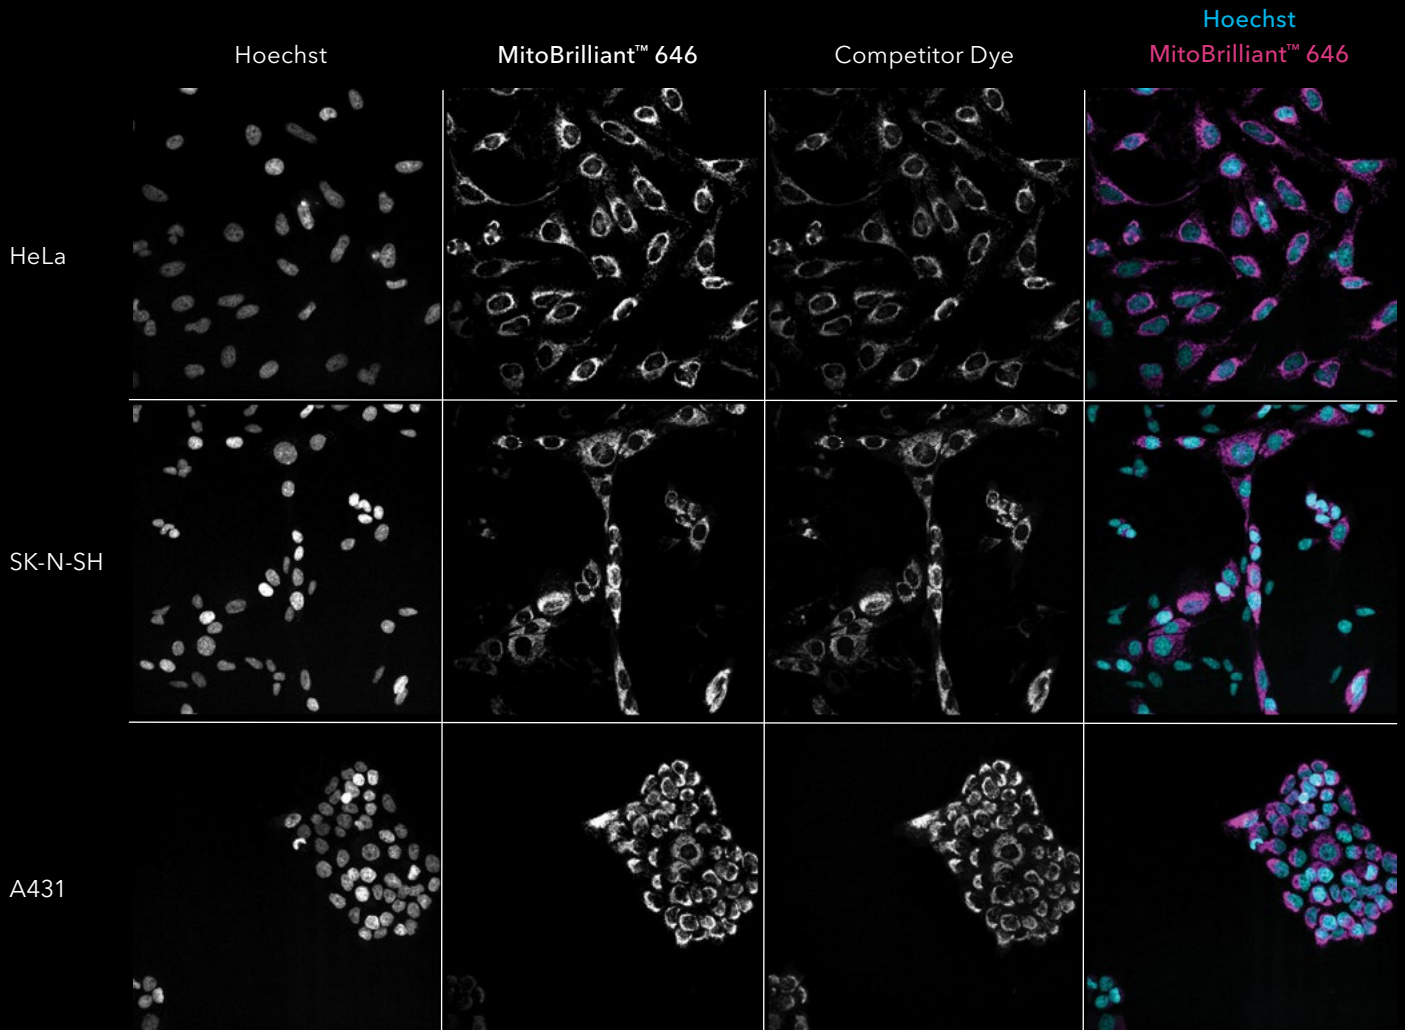 Hoechst
MitoBrilliant™ 646
Competitor Dye
Hoechst
MitoBrilliant™ 646
HeLa
SK-N-SH
A431